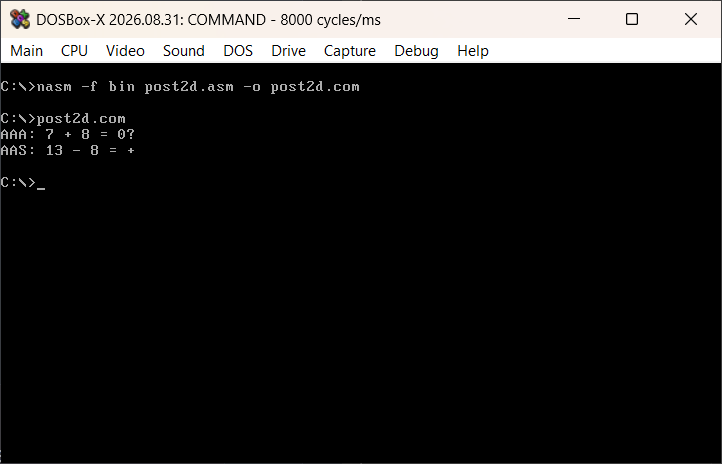 DOSBox-X 2026.08.31: COMMAND - 8000 cycles/ms
Main CPU Video Sound DOS Drive Capture Debug Help
C:\>nasm -f bin post2d.asm -o post2d.com
C:\>post2d.com
AAA: 7 + 8 = 0?
AAS: 13 - 8 = +
C:\>_